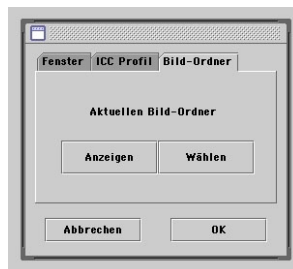 Fenster ICC Profil Bild-Ordner
Aktuellen Bild-Ordner
Anzeigen Wählen
Abbrechen OK